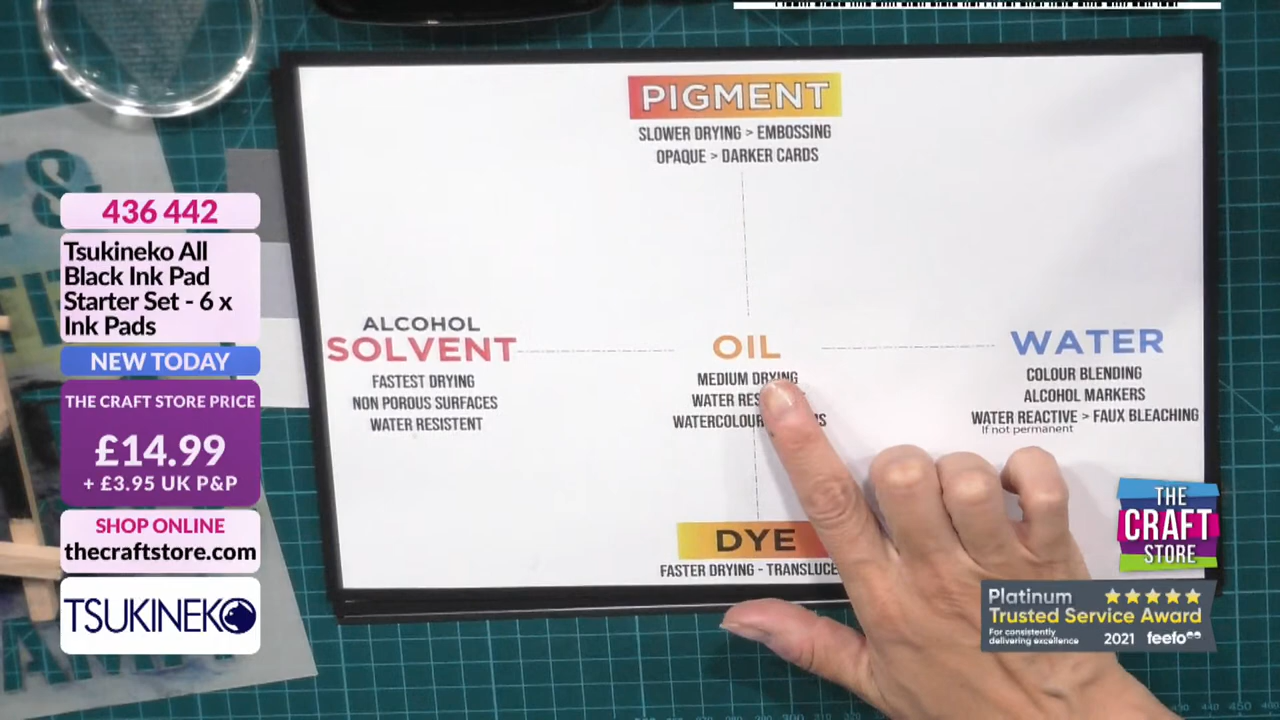 PIGMENT
SLOWER DRYING > EMBOSSING
OPAQUE > DARKER CARDS
436 442
Tsukineko All
Black Ink Pad
Starter Set - 6 x
Ink Pads
NEW TODAY
THE CRAFT STORE PRICE
£14.99
+ £3.95 UK P&P
SHOP ONLINE
thecraftstore.com
TSUKINEKO
ALCOHOL
SOLVENT
FASTEST DRYING
NON POROUS SURFACES
WATER RESISTENT
OIL
MEDIUM DRYING
WATER
WATER
COLOUR BLENDING
ALCOHOL MARKERS
WATER REACTIVE > FAUX BLEACHING
If not permanent
DYE
FASTER DRYING -
THE
CRAFT
STORE
Platinum
Trusted Service Award
For consistently
delivering excellence
2021 feefo